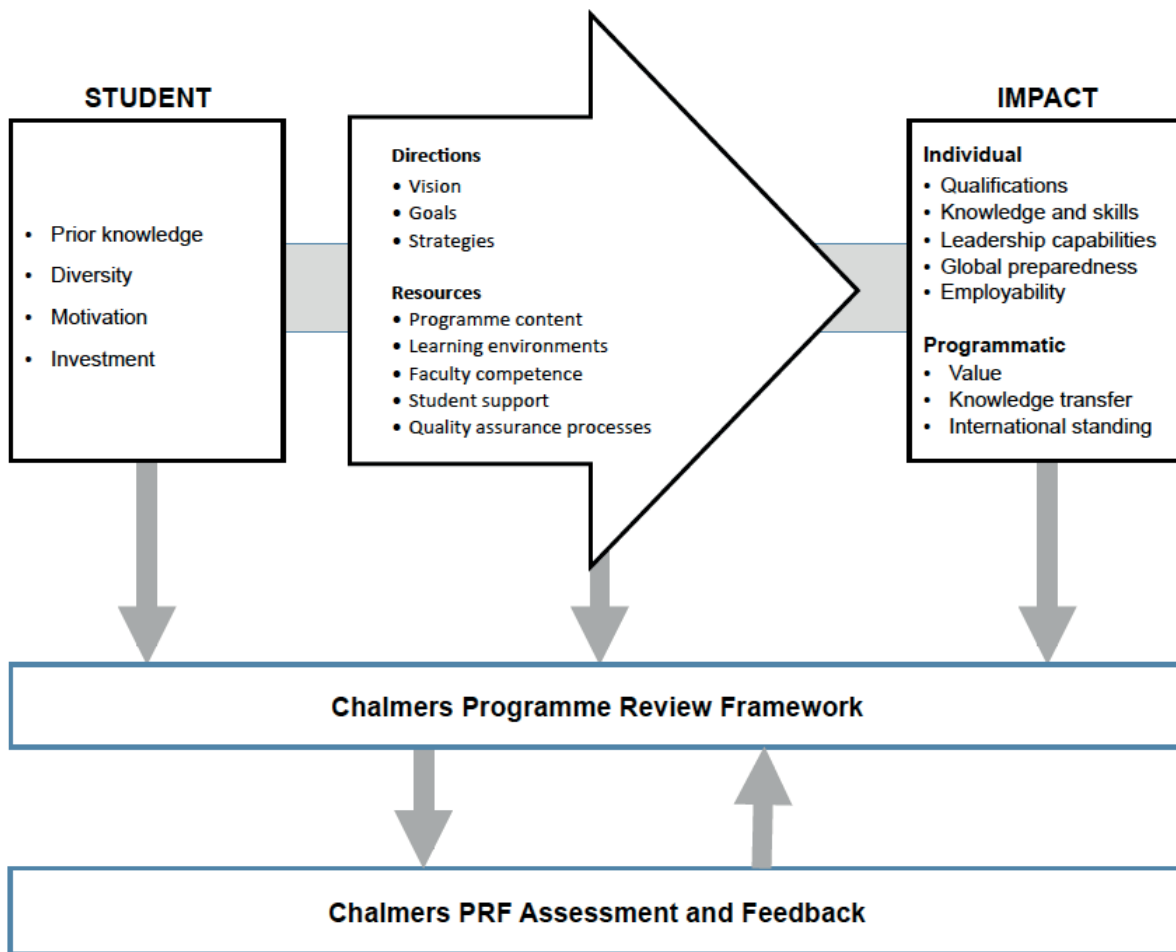 STUDENT
• Prior knowledge
• Diversity
• Motivation
• Investment
Directions
• Vision
• Goals
• Strategies
Resources
• Programme content
• Learning environments
• Faculty competence
• Student support
• Quality assurance processes
IMPACT
Individual
• Qualifications
• Knowledge and skills
• Leadership capabilities
• Global preparedness
• Employability
Programmatic
• Value
• Knowledge transfer
• International standing
Chalmers Programme Review Framework
Chalmers PRF Assessment and Feedback